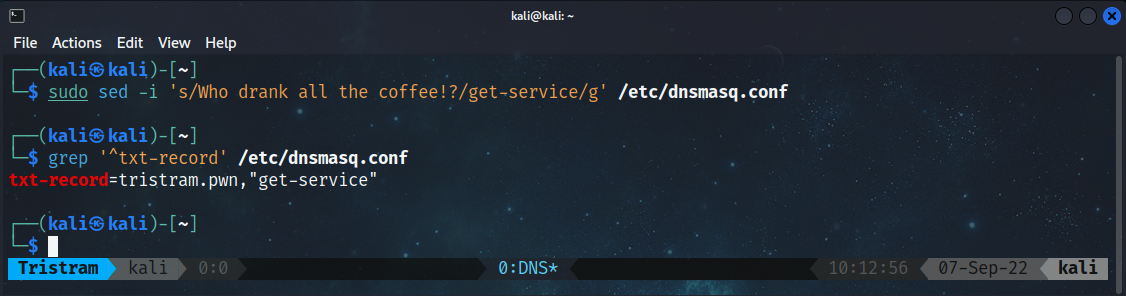 kali@kali: ~
File Actions Edit View Help
┌──(kali㉿kali)-[~]
└─$ sudo sed -i 's/Who drank all the coffee!?/get-service/g' /etc/dnsmasq.conf
┌──(kali㉿kali)-[~]
└─$ grep '^txt-record' /etc/dnsmasq.conf
txt-record=tristram.pwn,"get-service"
┌──(kali㉿kali)-[~]
└─$
Tristram kali 0:0 0:DNS* 10:12:56 07-Sep-22 kali